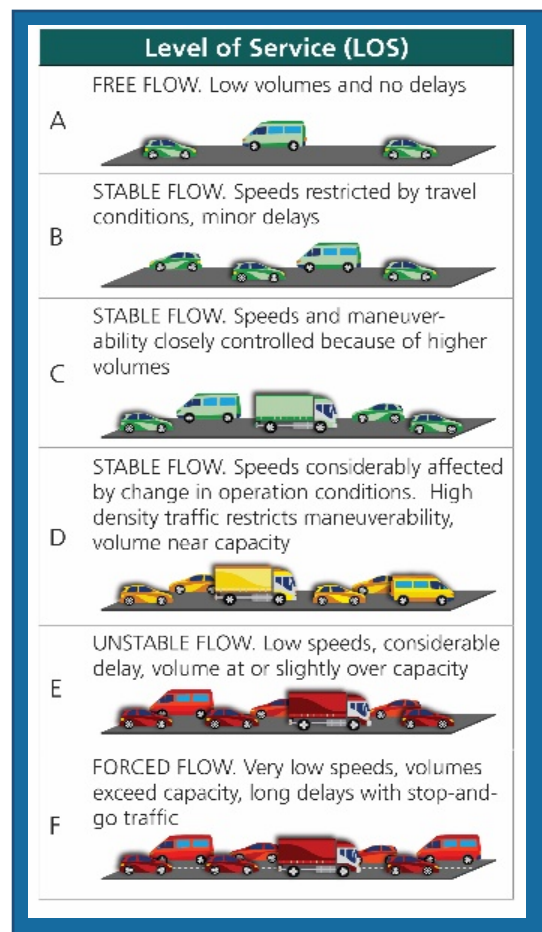 Level of Service (LOS)
A
FREE FLOW. Low volumes and no delays
B
STABLE FLOW. Speeds restricted by travel
conditions, minor delays
C
STABLE FLOW. Speeds and maneuver-
ability closely controlled because of higher
volumes
D
STABLE FLOW. Speeds considerably affected
by change in operation conditions.  High
density traffic restricts maneuverability,
volume near capacity
E
UNSTABLE FLOW. Low speeds, considerable
delay, volume at or slightly over capacity
F
FORCED FLOW. Very low speeds, volumes
exceed capacity, long delays with stop-and-
go traffic